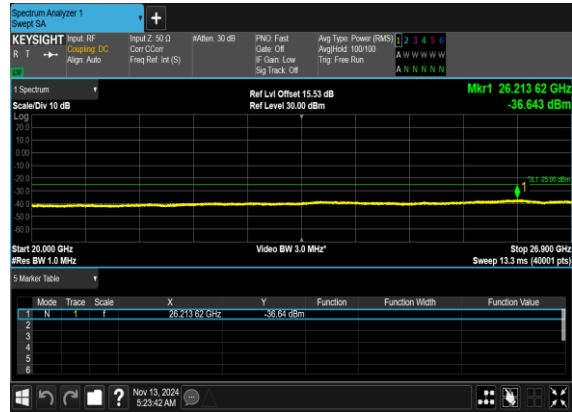 Spectrum Analyzer 1
Swept SA
+
KEYSIGHT Input: RF Input Z: 50 Ω #Atten: 30 dB PNO: Fast Avg Type: Power (RMS) 1 2 3 4 5 6
R T Coupling: DC Corr CCorr Gate: Off Avg|Hold: 100/100 A W W W W W
Align: Auto Freq Ref: Int (S) IF Gain: Low Trig: Free Run
Sig Track: Off A N N N N N
1 Spectrum Ref Lvl Offset 15.53 dB Mkr1 26.213 62 GHz
Scale/Div 10 dB Ref Level 30.00 dBm -36.643 dBm
Log
20.0
10.0
0.00
-10.0
-20.0
DL1 -25.00 dBm
-30.0
1
-40.0
-50.0
-60.0
Start 20.000 GHz Video BW 3.0 MHz* Stop 26.900 GHz
#Res BW 1.0 MHz Sweep 13.3 ms (40001 pts)
5 Marker Table
Mode Trace Scale X Y Function Function Width Function Value
1 N 1 f 26.213 62 GHz -36.64 dBm
2
3
4
5
6
? Nov 13, 2024
5:23:42 AM